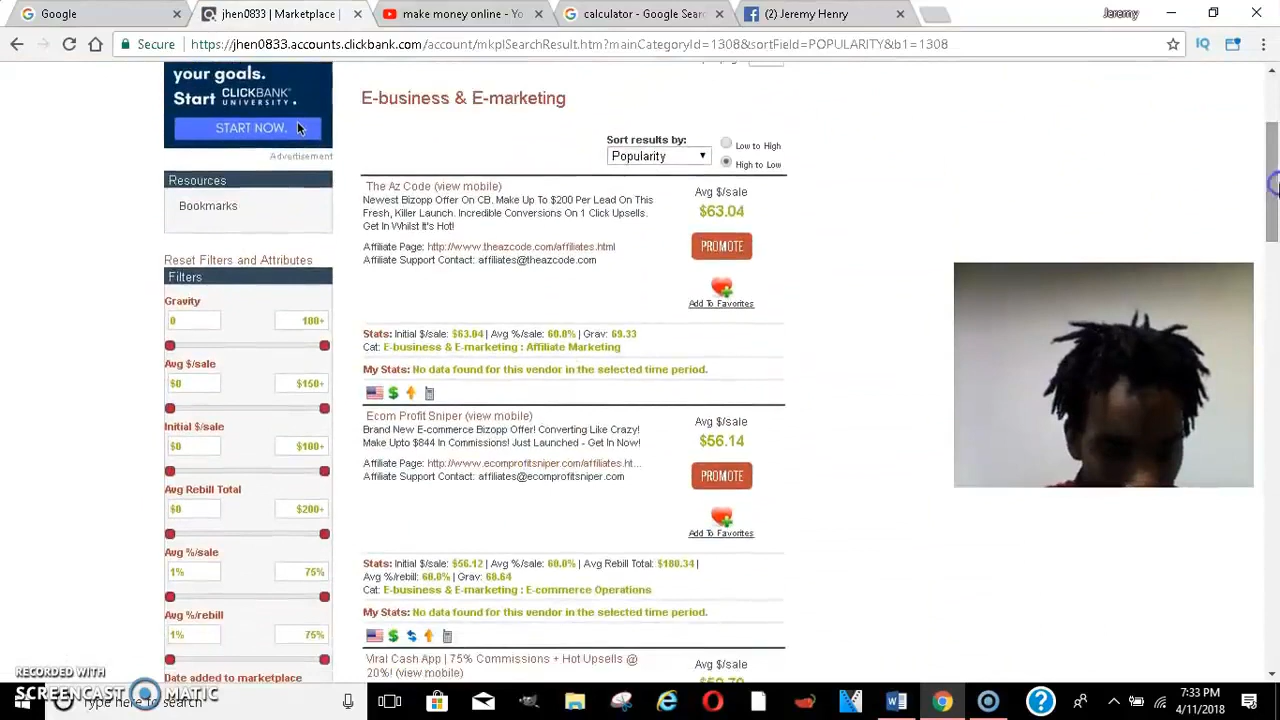 Google
jhen0833 | Marketplace |
make money online - Yo
calculator - Google Sear
(2) Jeremy Henry
Jeremy
Secure
https://jhen0833.accounts.clickbank.com/account/mkplSearchResult.htm?mainCategoryId=1308&sortField=POPULARITY&b1=1308
your goals.
Start CLICKBANK UNIVERSITY.
START NOW.
Advertisement
Resources
Bookmarks
Reset Filters and Attributes
Filters
Gravity
0 100+
Avg $/sale
$0 $150+
Initial $/sale
$0 $100+
Avg Rebill Total
$0 $200+
Avg %/sale
1% 75%
Avg %/rebill
1% 75%
Date added to marketplace
E-business & E-marketing
Sort results by:
Popularity
Low to High
High to Low
The Az Code (view mobile)
Newest Bizopp Offer On CB. Make Up To $200 Per Lead On This
Fresh, Killer Launch. Incredible Conversions On 1 Click Upsells.
Get In Whilst It's Hot!
Affiliate Page: http://www.theazcode.com/affiliates.html
Affiliate Support Contact: affiliates@theazcode.com
Avg $/sale
$63.04
PROMOTE
Add To Favorites
Stats: Initial $/sale: $63.04 | Avg %/sale: 60.0% | Grav: 69.33
Cat: E-business & E-marketing : Affiliate Marketing
My Stats: No data found for this vendor in the selected time period.
Ecom Profit Sniper (view mobile)
Brand New E-commerce Bizopp Offer! Converting Like Crazy!
Make Upto $844 In Commissions! Just Launched - Get In Now!
Affiliate Page: http://www.ecomprofitsniper.com/affiliates.ht...
Affiliate Support Contact: affiliates@ecomprofitsniper.com
Avg $/sale
$56.14
PROMOTE
Add To Favorites
Stats: Initial $/sale: $56.12 | Avg %/sale: 60.0% | Avg Rebill Total: $180.34 |
Avg %/rebill: 60.0% | Grav: 60.64
Cat: E-business & E-marketing : E-commerce Operations
My Stats: No data found for this vendor in the selected time period.
Viral Cash App | 75% Commissions + Hot Upsells @
20%! (view mobile)
Avg $/sale
RECORDED WITH
SCREENCAST MATIC
Type here to search
7:33 PM
4/11/2018